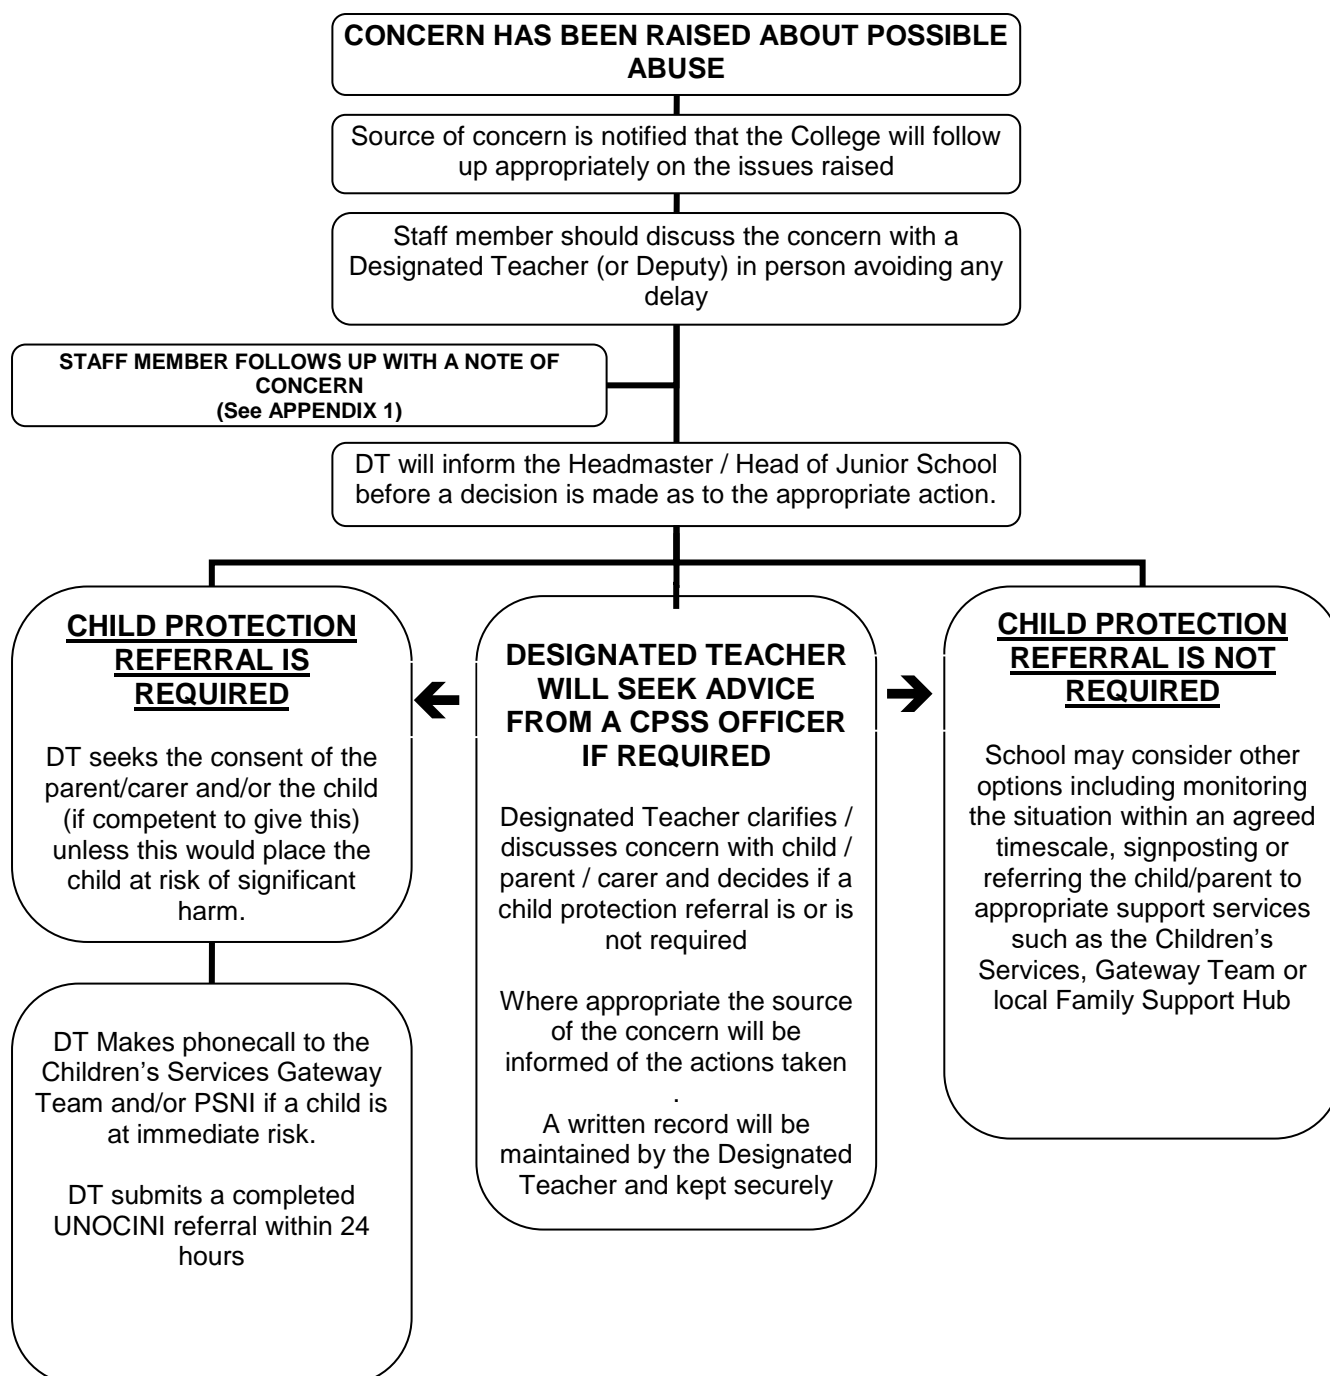 CONCERN HAS BEEN RAISED ABOUT POSSIBLE
ABUSE
Source of concern is notified that the College will follow
up appropriately on the issues raised
Staff member should discuss the concern with a
Designated Teacher (or Deputy) in person avoiding any
delay
STAFF MEMBER FOLLOWS UP WITH A NOTE OF
CONCERN
(See APPENDIX 1)
DT will inform the Headmaster / Head of Junior School
before a decision is made as to the appropriate action.
CHILD PROTECTION
REFERRAL IS
REQUIRED
DT seeks the consent of the
parent/carer and/or the child
(if competent to give this)
unless this would place the
child at risk of significant
harm.
DT Makes phonecall to the
Children’s Services Gateway
Team and/or PSNI if a child is
at immediate risk.
DT submits a completed
UNOCINI referral within 24
hours
DESIGNATED TEACHER
WILL SEEK ADVICE
FROM A CPSS OFFICER
IF REQUIRED
Designated Teacher clarifies /
discusses concern with child /
parent / carer and decides if a
child protection referral is or is
not required
Where appropriate the source
of the concern will be
informed of the actions taken
.
A written record will be
maintained by the Designated
Teacher and kept securely
CHILD PROTECTION
REFERRAL IS NOT
REQUIRED
School may consider other
options including monitoring
the situation within an agreed
timescale, signposting or
referring the child/parent to
appropriate support services
such as the Children’s
Services, Gateway Team or
local Family Support Hub